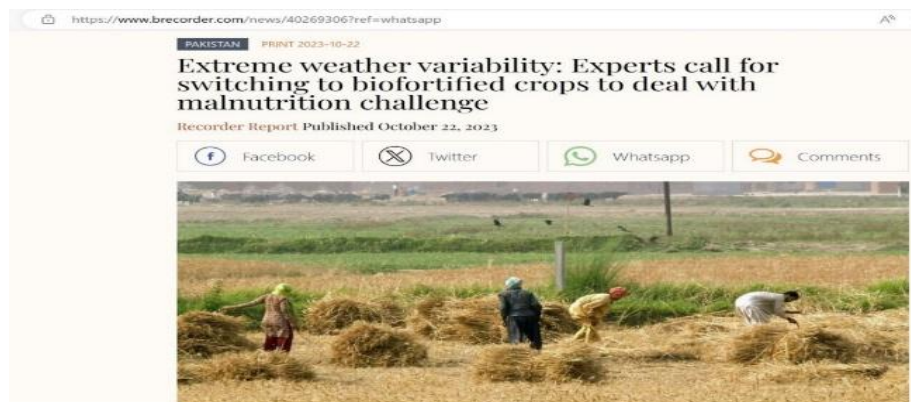 https://www.brecorder.com/news/40269306?ref=whatsapp
PAKISTAN PRINT 2023-10-22
Extreme weather variability: Experts call for
switching to biofortified crops to deal with
malnutrition challenge
Recorder Report Published October 22, 2023
Facebook Twitter Whatsapp Comments